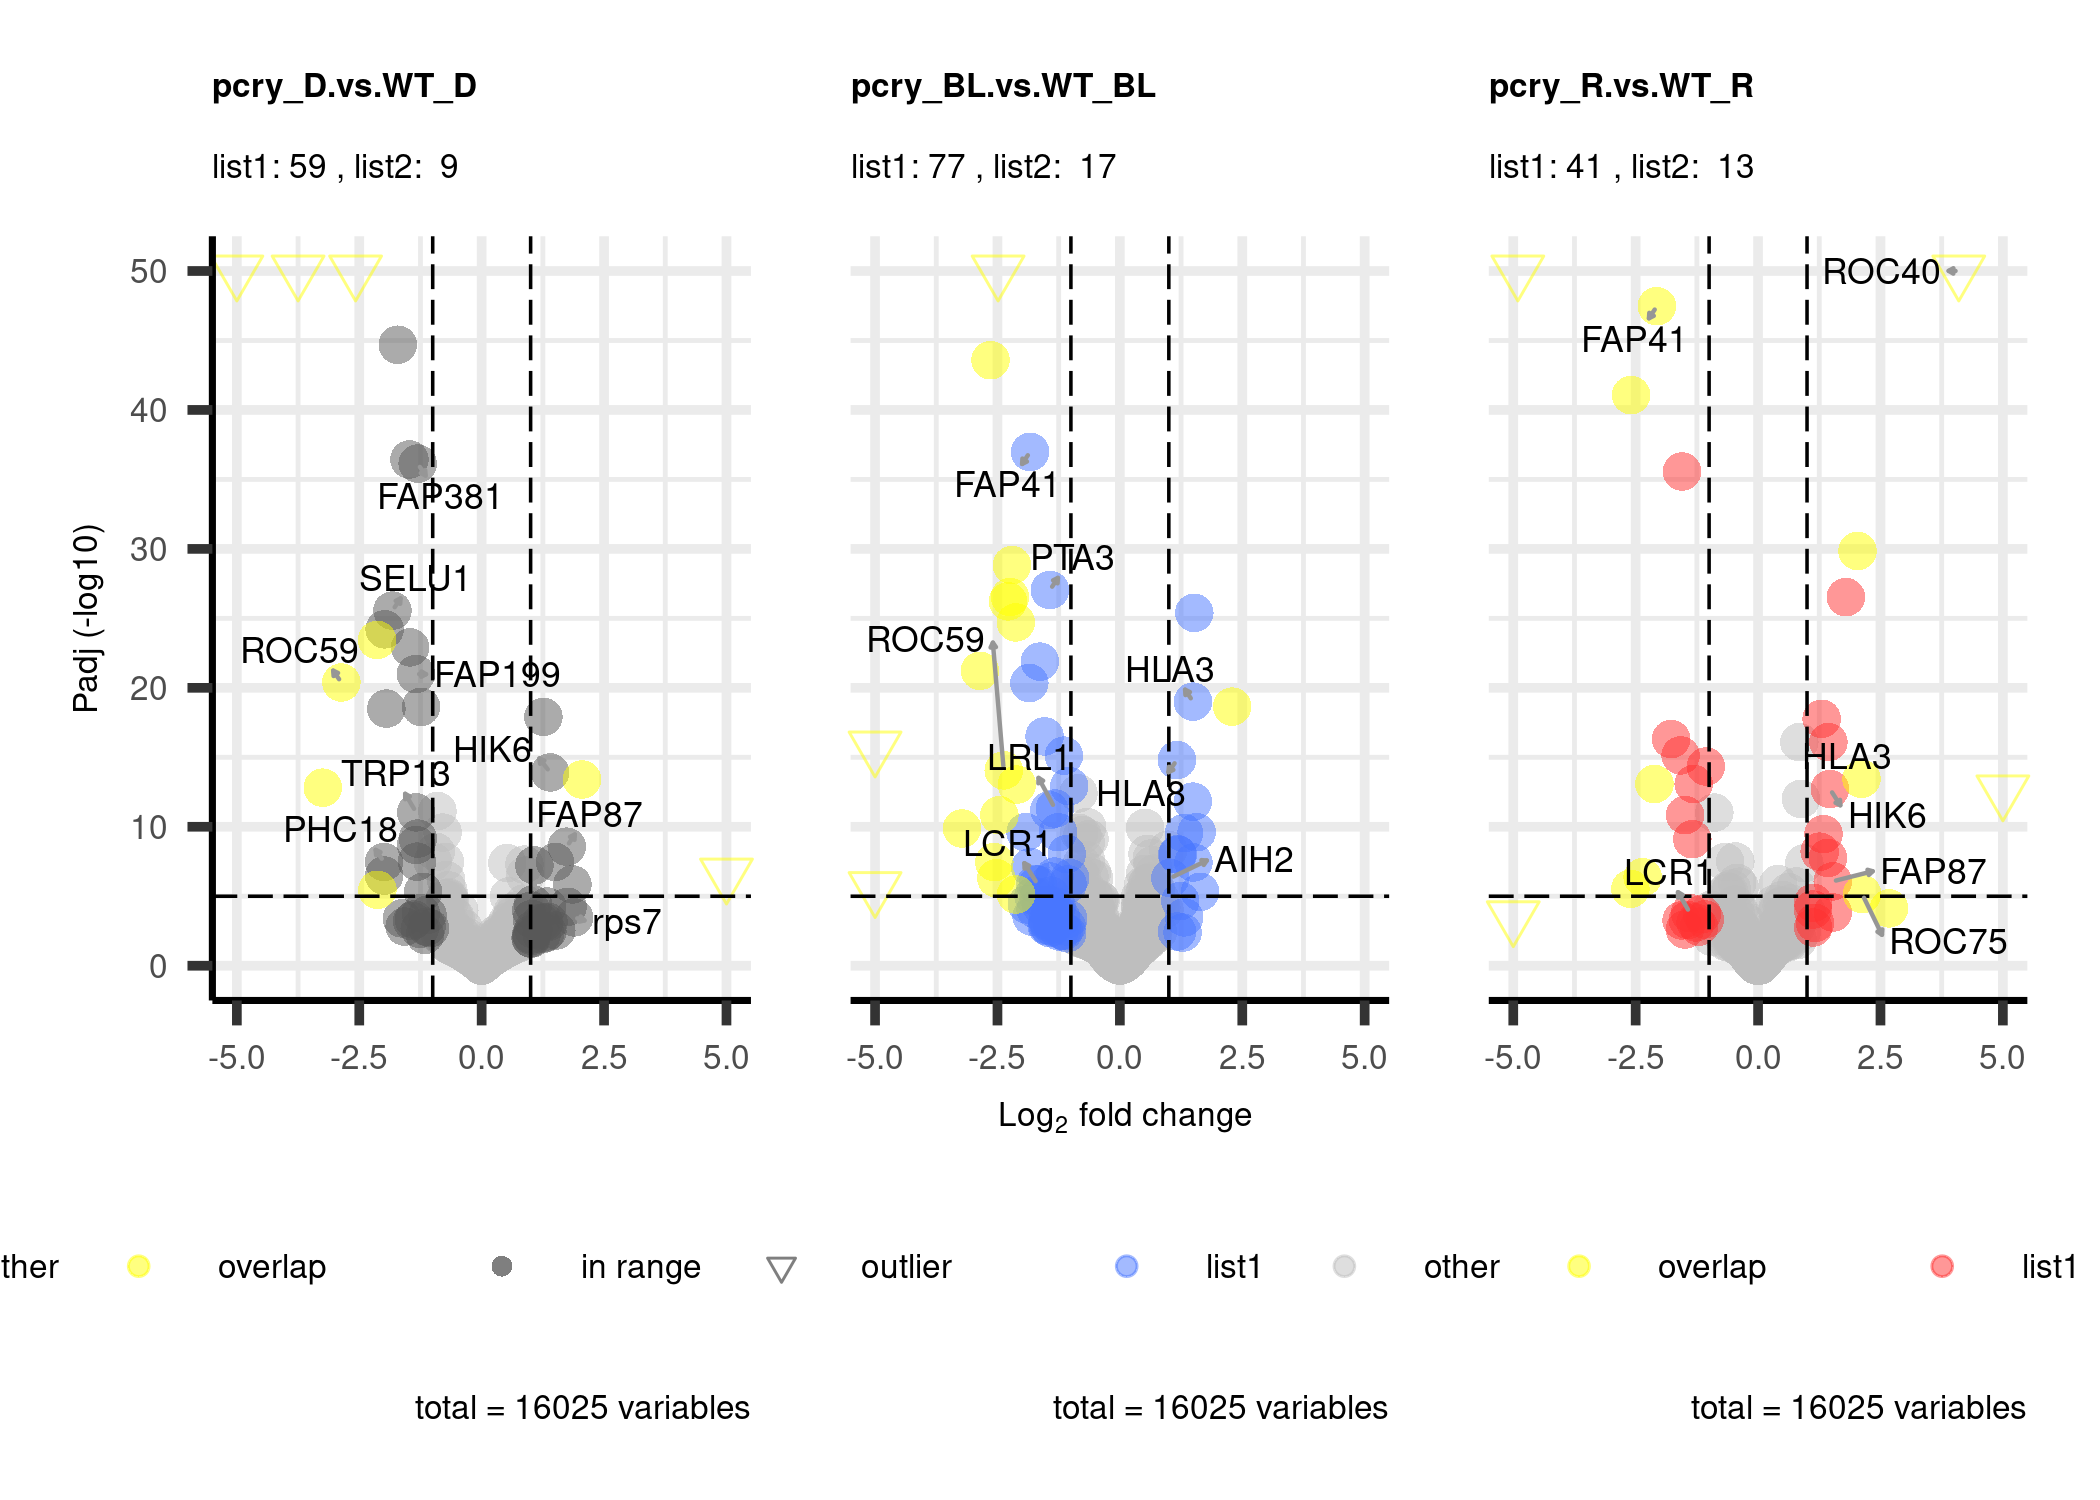 pcry_D.vs.WT_D
list1: 59 , list2:  9
pcry_BL.vs.WT_BL
list1: 77 , list2:  17
pcry_R.vs.WT_R
list1: 41 , list2:  13
Padj (-log10)
50
40
30
20
10
0
FAP381
SELU1
ROC59
FAP199
HIK6
TRP13
FAP87
PHC18
rps7
-5.0
-2.5
0.0
2.5
5.0
FAP41
PTA3
ROC59
HLA3
LRL1
HLA8
LCR1
AIH2
-5.0
-2.5
0.0
2.5
5.0
ROC40
FAP41
HLA3
HIK6
LCR1
FAP87
ROC75
-5.0
-2.5
0.0
2.5
5.0
Log2 fold change
ther overlap in range outlier list1 other overlap list1
total = 16025 variables
total = 16025 variables
total = 16025 variables